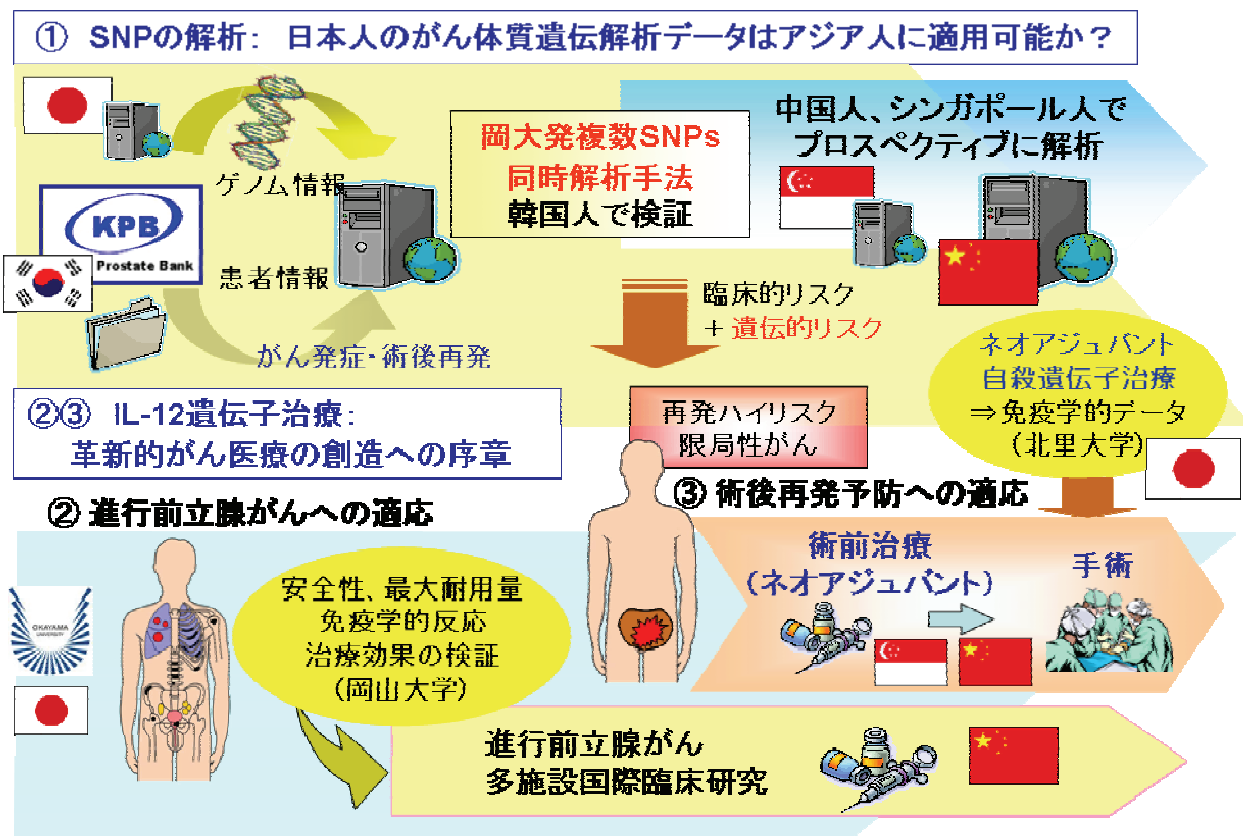 ① SNPの解析： 日本人のがん体質遺伝解析データはアジア人に適用可能か？
ゲノム情報
KPB
Prostate Bank
患者情報
がん発症･術後再発
岡大発複数SNPs
同時解析手法
韓国人で検証
中国人、シンガポール人で
プロスペクティブに解析
臨床的リスク
+ 遺伝的リスク
ネオアジュバント
自殺遺伝子治療
⇒免疫学的データ
（北里大学）
②③ IL-12遺伝子治療：
革新的がん医療の創造への序章
再発ハイリスク
限局性がん
② 進行前立腺がんへの適応
③ 術後再発予防への適応
OKAYAMA
UNIVERSITY
安全性、最大耐用量
免疫学的反応
治療効果の検証
（岡山大学）
術前治療
（ネオアジュバント）
手術
進行前立腺がん
多施設国際臨床研究